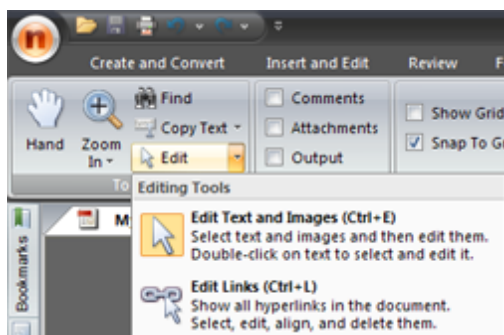 n
Create and Convert Insert and Edit Review F
Find Comments Show Grid
Copy Text Attachments Snap To Gr
Hand Zoom In Edit Output
To
Editing Tools
M
Edit Text and Images (Ctrl+E)
Select text and images and then edit them.
Double-click on text to select and edit it.
Edit Links (Ctrl+L)
Show all hyperlinks in the document.
Select, edit, align, and delete them.
Bookmarks